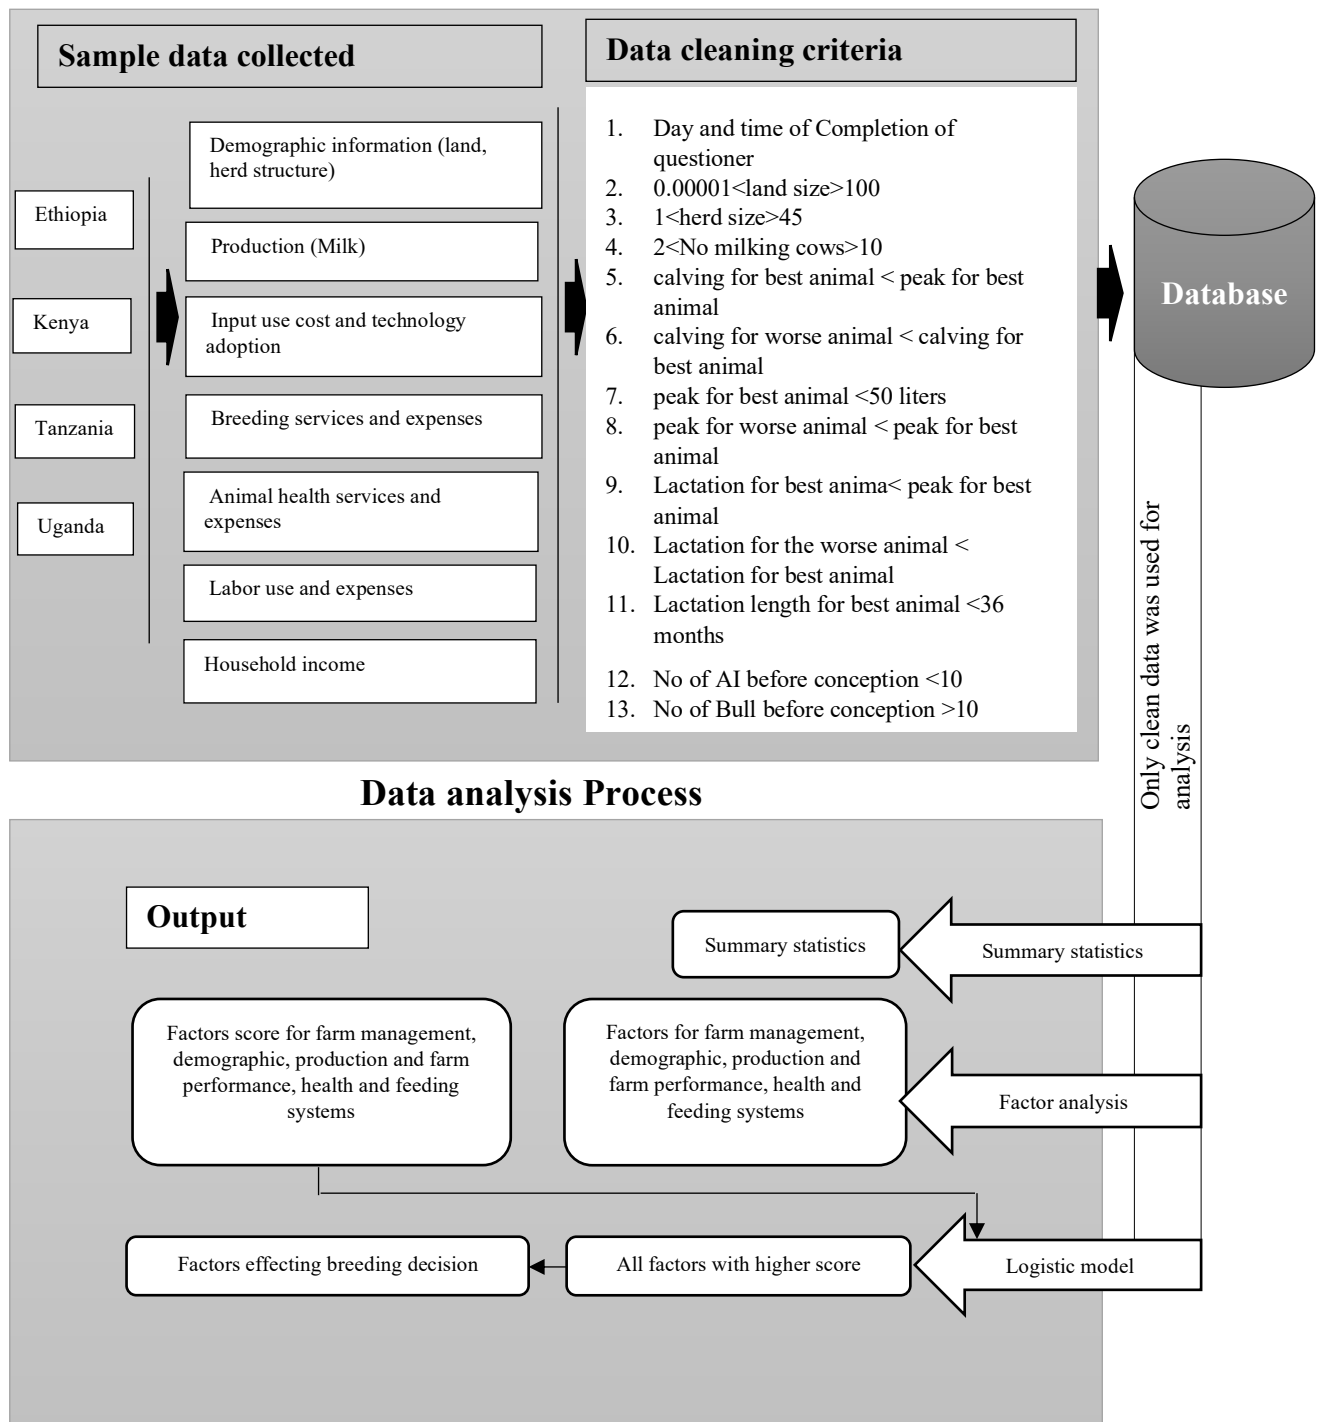 Sample data collected
Ethiopia
Kenya
Tanzania
Uganda
Demographic information (land,
herd structure)
Production (Milk)
Input use cost and technology
adoption
Breeding services and expenses
Animal health services and
expenses
Labor use and expenses
Household income
Data cleaning criteria
1. Day and time of Completion of
questioner
2. 0.00001<land size>100
3. 1<herd size>45
4. 2<No milking cows>10
5. calving for best animal < peak for best
animal
6. calving for worse animal < calving for
best animal
7. peak for best animal <50 liters
8. peak for worse animal < peak for best
animal
9. Lactation for best anima< peak for best
animal
10. Lactation for the worse animal <
Lactation for best animal
11. Lactation length for best animal <36
months
12. No of AI before conception <10
13. No of Bull before conception >10
Database
Only clean data was used for
analysis
Data analysis Process
Output
Summary statistics
Summary statistics
Factors score for farm management,
demographic, production and farm
performance, health and feeding
systems
Factors for farm management,
demographic, production and
farm performance, health and
feeding systems
Factor analysis
Factors effecting breeding decision
All factors with higher score
Logistic model